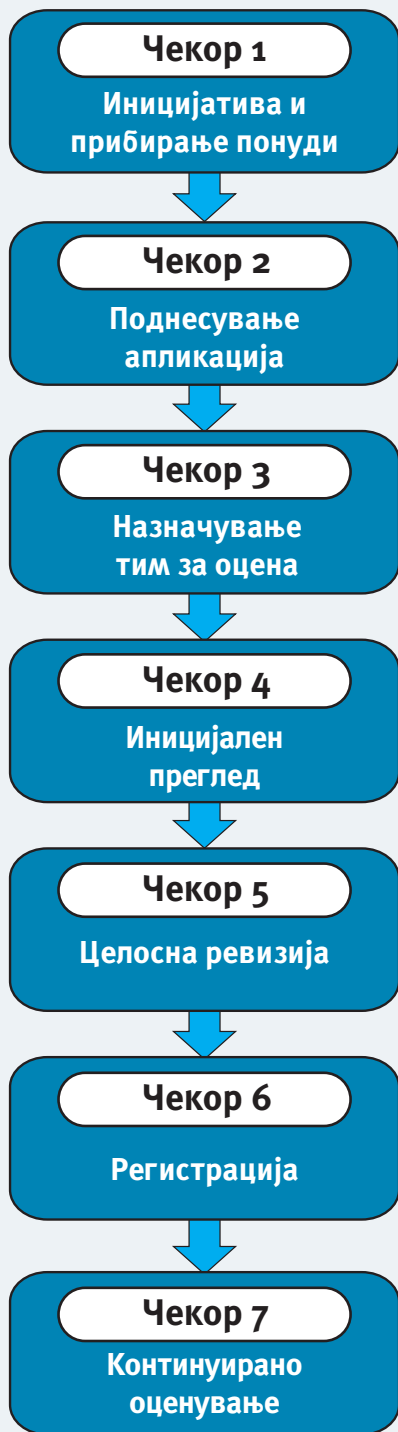 Чекор 1
Иницијатива и
прибирање понуди
Чекор 2
Поднесување
апликација
Чекор 3
Назначување
тим за оцена
Чекор 4
Иницијален
преглед
Чекор 5
Целосна ревизија
Чекор 6
Регистрација
Чекор 7
Континуирано
оценување